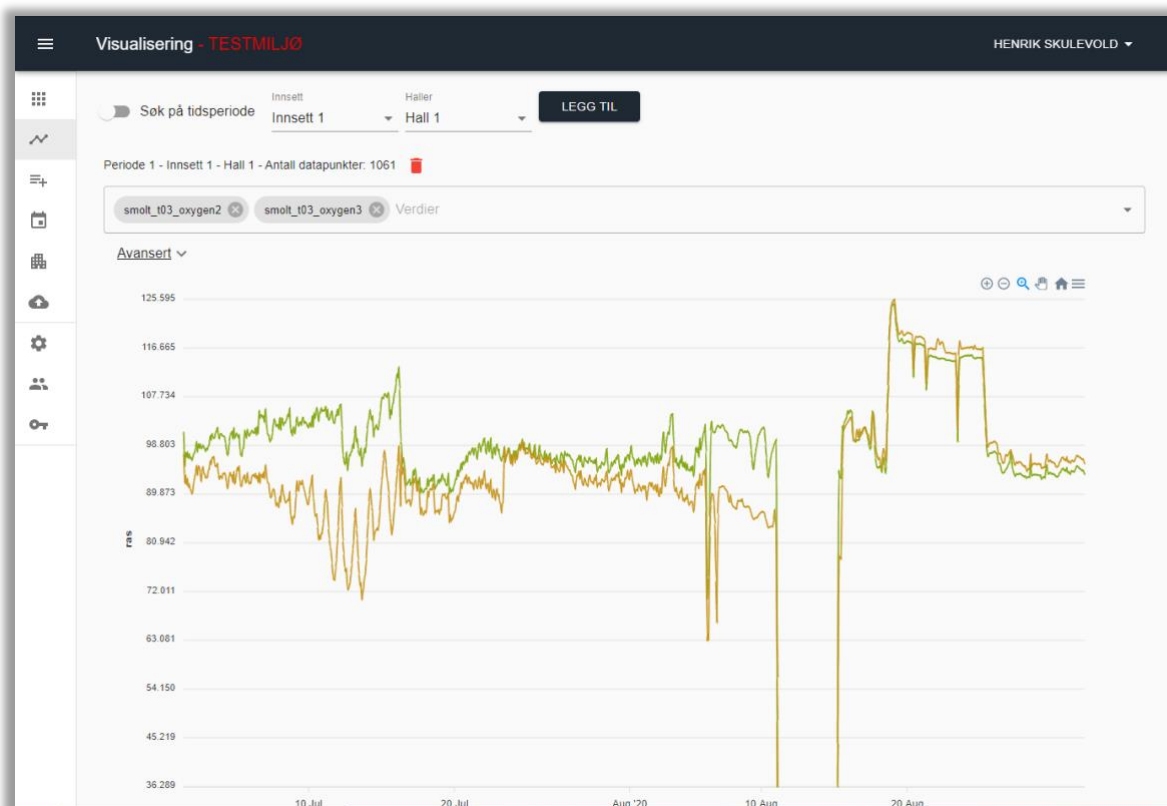 Visualisering - TESTMILJØ
HENRIK SKULEVOLD
Søk på tidsperiode
Innsett
Innsett 1
Haller
Hall 1
LEGG TIL
Periode 1 - Innsett 1 - Hall 1 - Antall datapunkter: 1061
smolt_t03_oxygen2
smolt_t03_oxygen3
Verdier
Avansert
125.595
116.665
107.734
98.803
89.873
80.942
72.011
63.081
54.150
45.219
36.289
ras
10 Jul
20 Jul
Aug '20
10 Aug
20 Aug